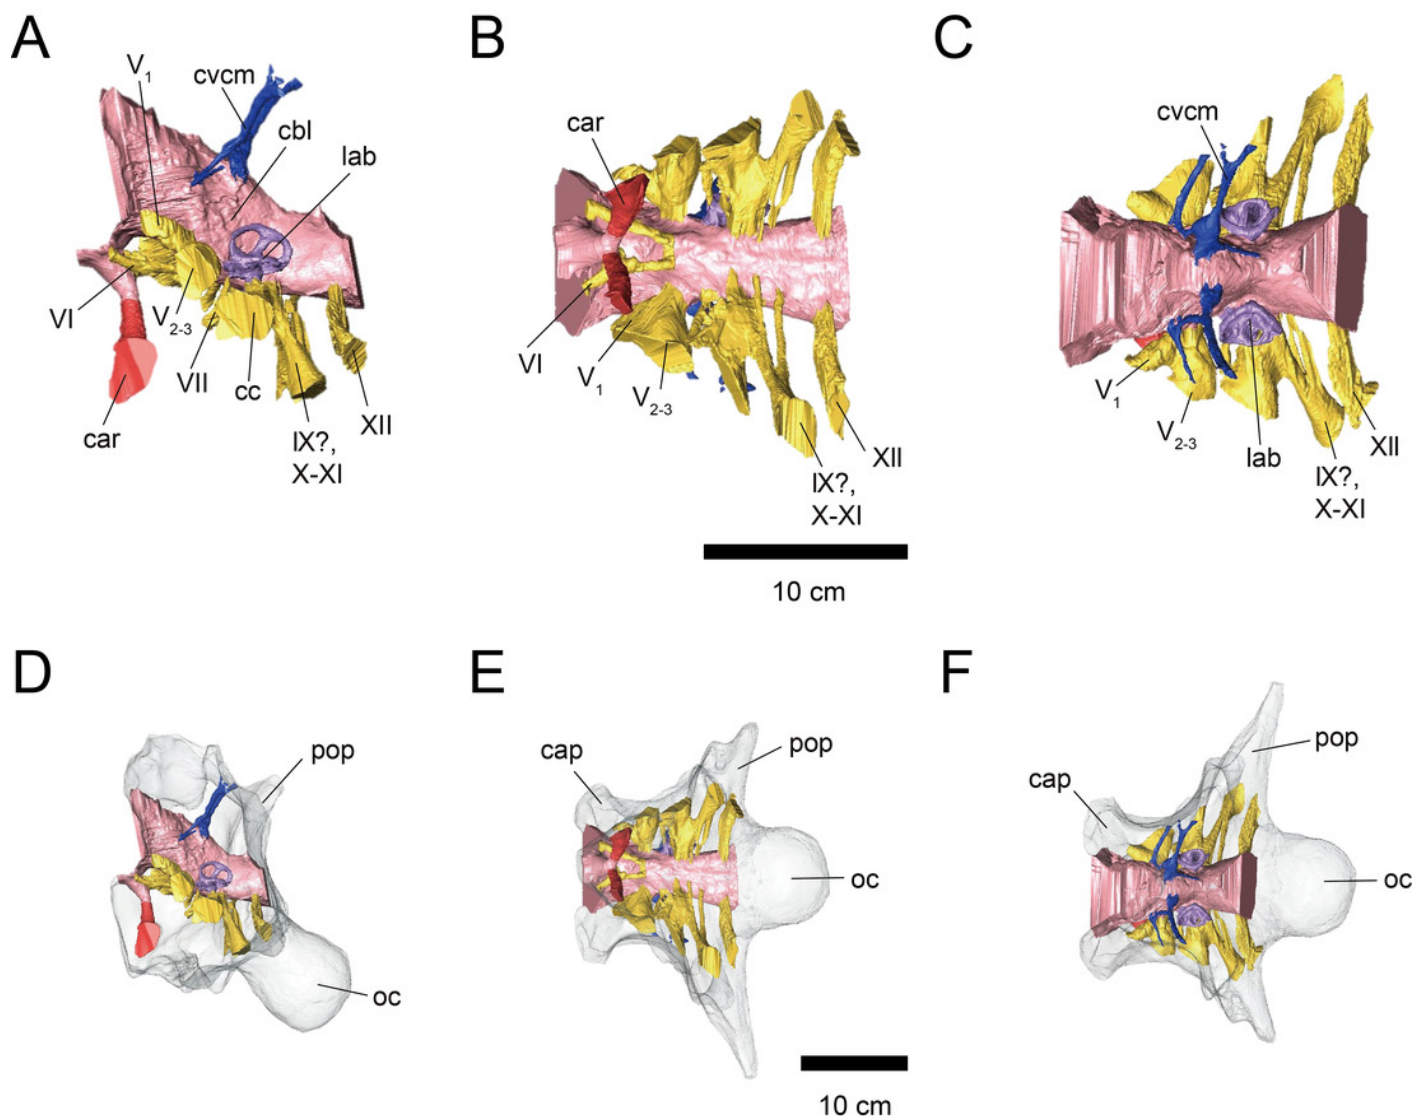 A
V1
cvcm
cbl
lab
VI
V2-3
VII
cc
car
IX?,
X-XI
XII
B
car
VI
V1
V2-3
XII
IX?,
X-XI
C
cvcm
V1
V2-3
lab
XII
IX?,
X-XI
10 cm
D
pop
oc
E
cap
pop
oc
F
cap
pop
oc
10 cm